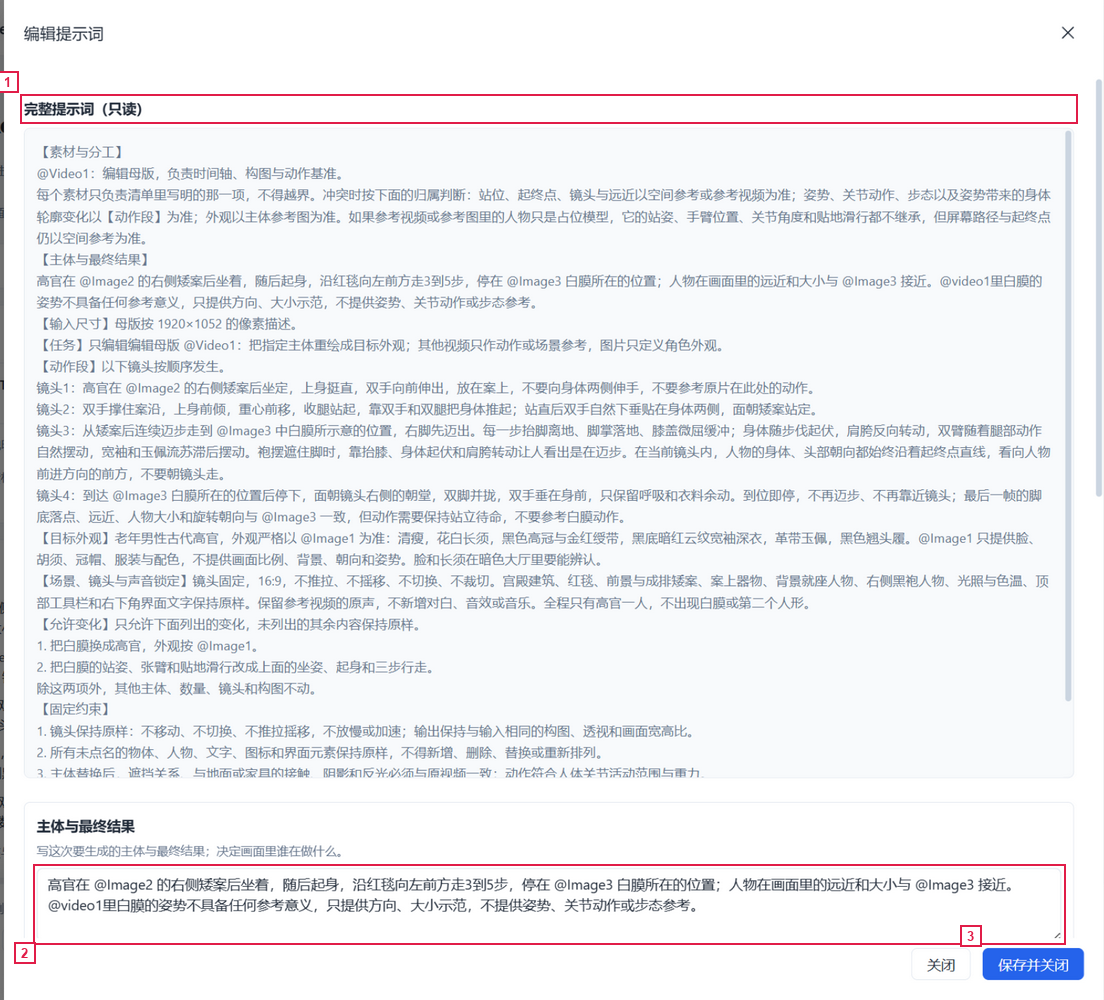 编辑提示词
1
完整提示词（只读）
【素材与分工】
@Video1：编辑母版，负责时间轴、构图与动作基准。
每个素材只负责清单里写明的那一项，不得越界。冲突时按下面的归属判断：站位、起终点、镜头与远近以空间参考或参考视频为准；姿势、关节动作、步态以及姿势带来的身体
轮廓变化以【动作段】为准；外观以主体参考图为准。如果参考视频或参考图里的人物只是占位模型，它的站姿、手臂位置、关节角度和贴地滑行都不继承，但屏幕路径与起终点
仍以空间参考为准。
【主体与最终结果】
高官在 @Image2 的右侧矮案后坐着，随后起身，沿红毯向左前方走3到5步，停在 @Image3 白膜所在的位置；人物在画面里的远近和大小与 @Image3 接近。@video1里白膜的
姿势不具备任何参考意义，只提供方向、大小示范，不提供姿势、关节动作或步态参考。
【输入尺寸】母版按 1920×1052 的像素描述。
【任务】只编辑编辑母版 @Video1：把指定主体重绘成目标外观；其他视频只作动作或场景参考，图片只定义角色外观。
【动作段】以下镜头按顺序发生。
镜头1：高官在 @Image2 的右侧矮案后坐定，上身挺直，双手向前伸出，放在案上，不要向身体两侧伸手，不要参考原片在此处的动作。
镜头2：双手撑住案沿，上身前倾，重心前移，收腿站起，靠双手和双腿把身体推起；站直后双手自然下垂贴在身体两侧，面朝矮案站定。
镜头3：从矮案后连续迈步走到 @Image3 中白膜所示意的位置，右脚先迈出。每一步抬脚离地、脚掌落地、膝盖微屈缓冲；身体随步伐起伏，肩胯反向转动，双臂随着腿部动作
自然摆动，宽袖和玉佩流苏滞后摆动。袍摆遮住脚时，靠抬膝、身体起伏和肩胯转动让人看出是在迈步。在当前镜头内，人物的身体、头部朝向都始终沿着起终点直线，看向人物
前进方向的前方，不要朝镜头走。
镜头4：到达 @Image3 白膜所在的位置后停下，面朝镜头右侧的朝堂，双脚并拢，双手垂在身前，只保留呼吸和衣料余动。到位即停，不再迈步、不再靠近镜头；最后一帧的脚
底落点、远近、人物大小和旋转朝向与 @Image3 一致，但动作需要保持站立待命，不要参考白膜动作。
【目标外观】老年男性古代高官，外观严格以 @Image1 为准：清瘦，花白长须，黑色高冠与金红绶带，黑底暗红云纹宽袖深衣，革带玉佩，黑色翘头履。@Image1 只提供脸、
胡须、冠帽、服装与配色，不提供画面比例、背景、朝向和姿势。脸和长须在暗色大厅里要能辨认。
【场景、镜头与声音锁定】镜头固定，16:9，不推拉、不摇移、不切换、不裁切。宫殿建筑、红毯、前景与成排矮案、案上器物、背景就座人物、右侧黑袍人物、光照与色温、顶
部工具栏和右下角界面文字保持原样。保留参考视频的原声，不新增对白、音效或音乐。全程只有高官一人，不出现白膜或第二个人形。
【允许变化】只允许下面列出的变化，未列出的其余内容保持原样。
1. 把白膜换成高官，外观按 @Image1。
2. 把白膜的站姿、张臂和贴地滑行改成上面的坐姿、起身和三步行走。
除这两项外，其他主体、数量、镜头和构图不动。
【固定约束】
1. 镜头保持原样：不移动、不切换、不推拉摇移，不放慢或加速；输出保持与输入相同的构图、透视和画面宽高比。
2. 所有未点名的物体、人物、文字、图标和界面元素保持原样，不得新增、删除、替换或重新排列。
3. 主体替换后，遮挡关系、与地面或家具的接触、阴影和反光必须与原视频一致；动作符合人体关节活动范围与重力。
主体与最终结果
写这次要生成的主体与最终结果；决定画面里谁在做什么。
高官在 @Image2 的右侧矮案后坐着，随后起身，沿红毯向左前方走3到5步，停在 @Image3 白膜所在的位置；人物在画面里的远近和大小与 @Image3 接近。
@video1里白膜的姿势不具备任何参考意义，只提供方向、大小示范，不提供姿势、关节动作或步态参考。
2
3
关闭
保存并关闭